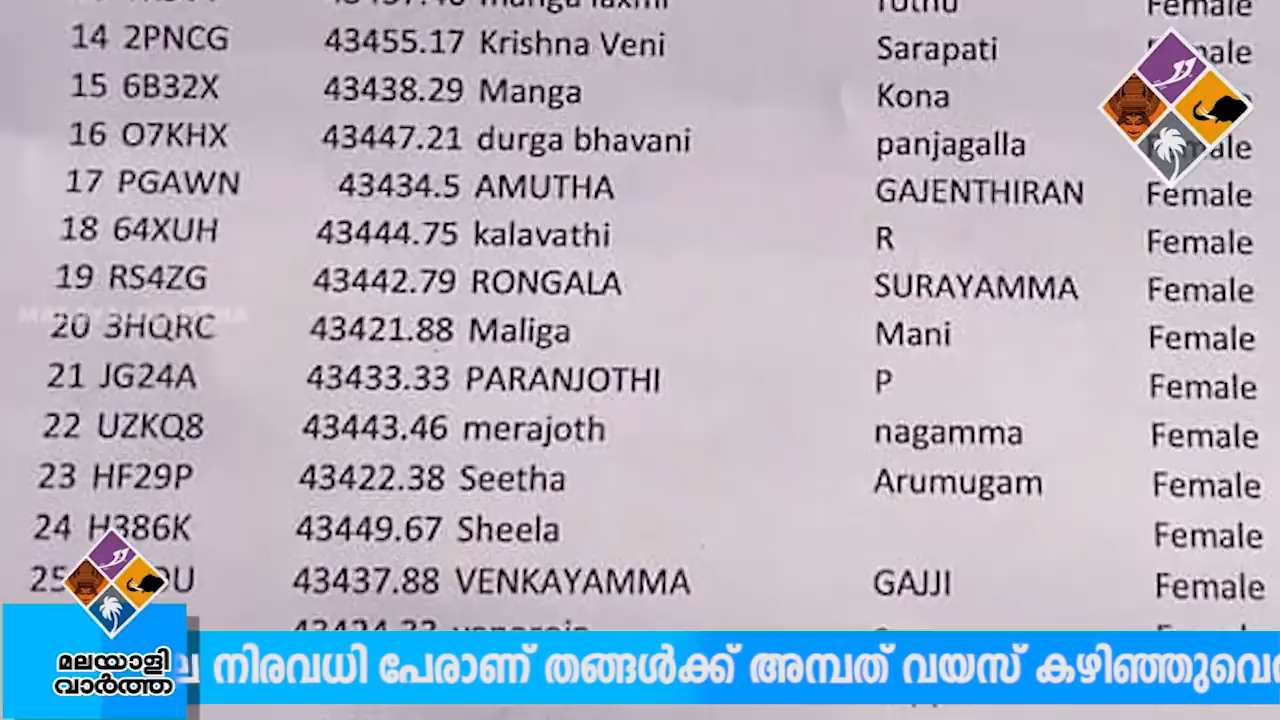 14 2PNCG 43455.17 Krishna Veni Sarapati
15 6B32X 43438.29 Manga Kona
16 O7KHX 43447.21 durga bhavani panjagalla
17 PGAWN 43434.5 AMUTHA GAJENTHIRAN Female
18 64XUH 43444.75 kalavathi R Female
19 RS4ZG 43442.79 RONGALA SURAYAMMA Female
20 3HQRC 43421.88 Maliga Mani Female
21 JG24A 43433.33 PARANJOTHI P Female
22 UZKQ8 43443.46 merajoth nagamma Female
23 HF29P 43422.38 Seetha Arumugam Female
24 H386K 43449.67 Sheela Female
25 43437.88 VENKAYAMMA GAJJI Female
മലയാളി വാർത്ത
നിരവധി പേരാണ് തങ്ങൾക്ക് അമ്പത് വയസ്